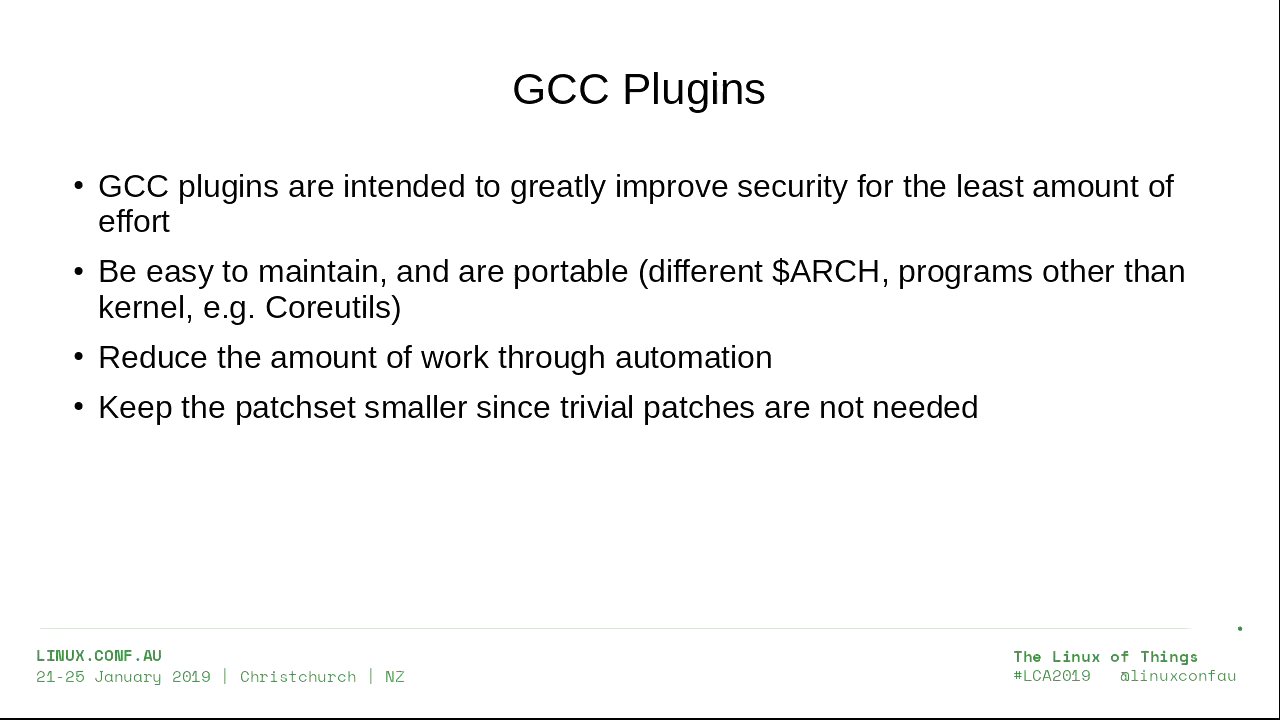 GCC Plugins
• GCC plugins are intended to greatly improve security for the least amount of
effort
• Be easy to maintain, and are portable (different $ARCH, programs other than
kernel, e.g. Coreutils)
• Reduce the amount of work through automation
• Keep the patchset smaller since trivial patches are not needed
LINUX.CONF.AU
21-25 January 2019 | Christchurch | NZ
The Linux of Things
#LCA2019 @linuxconfau